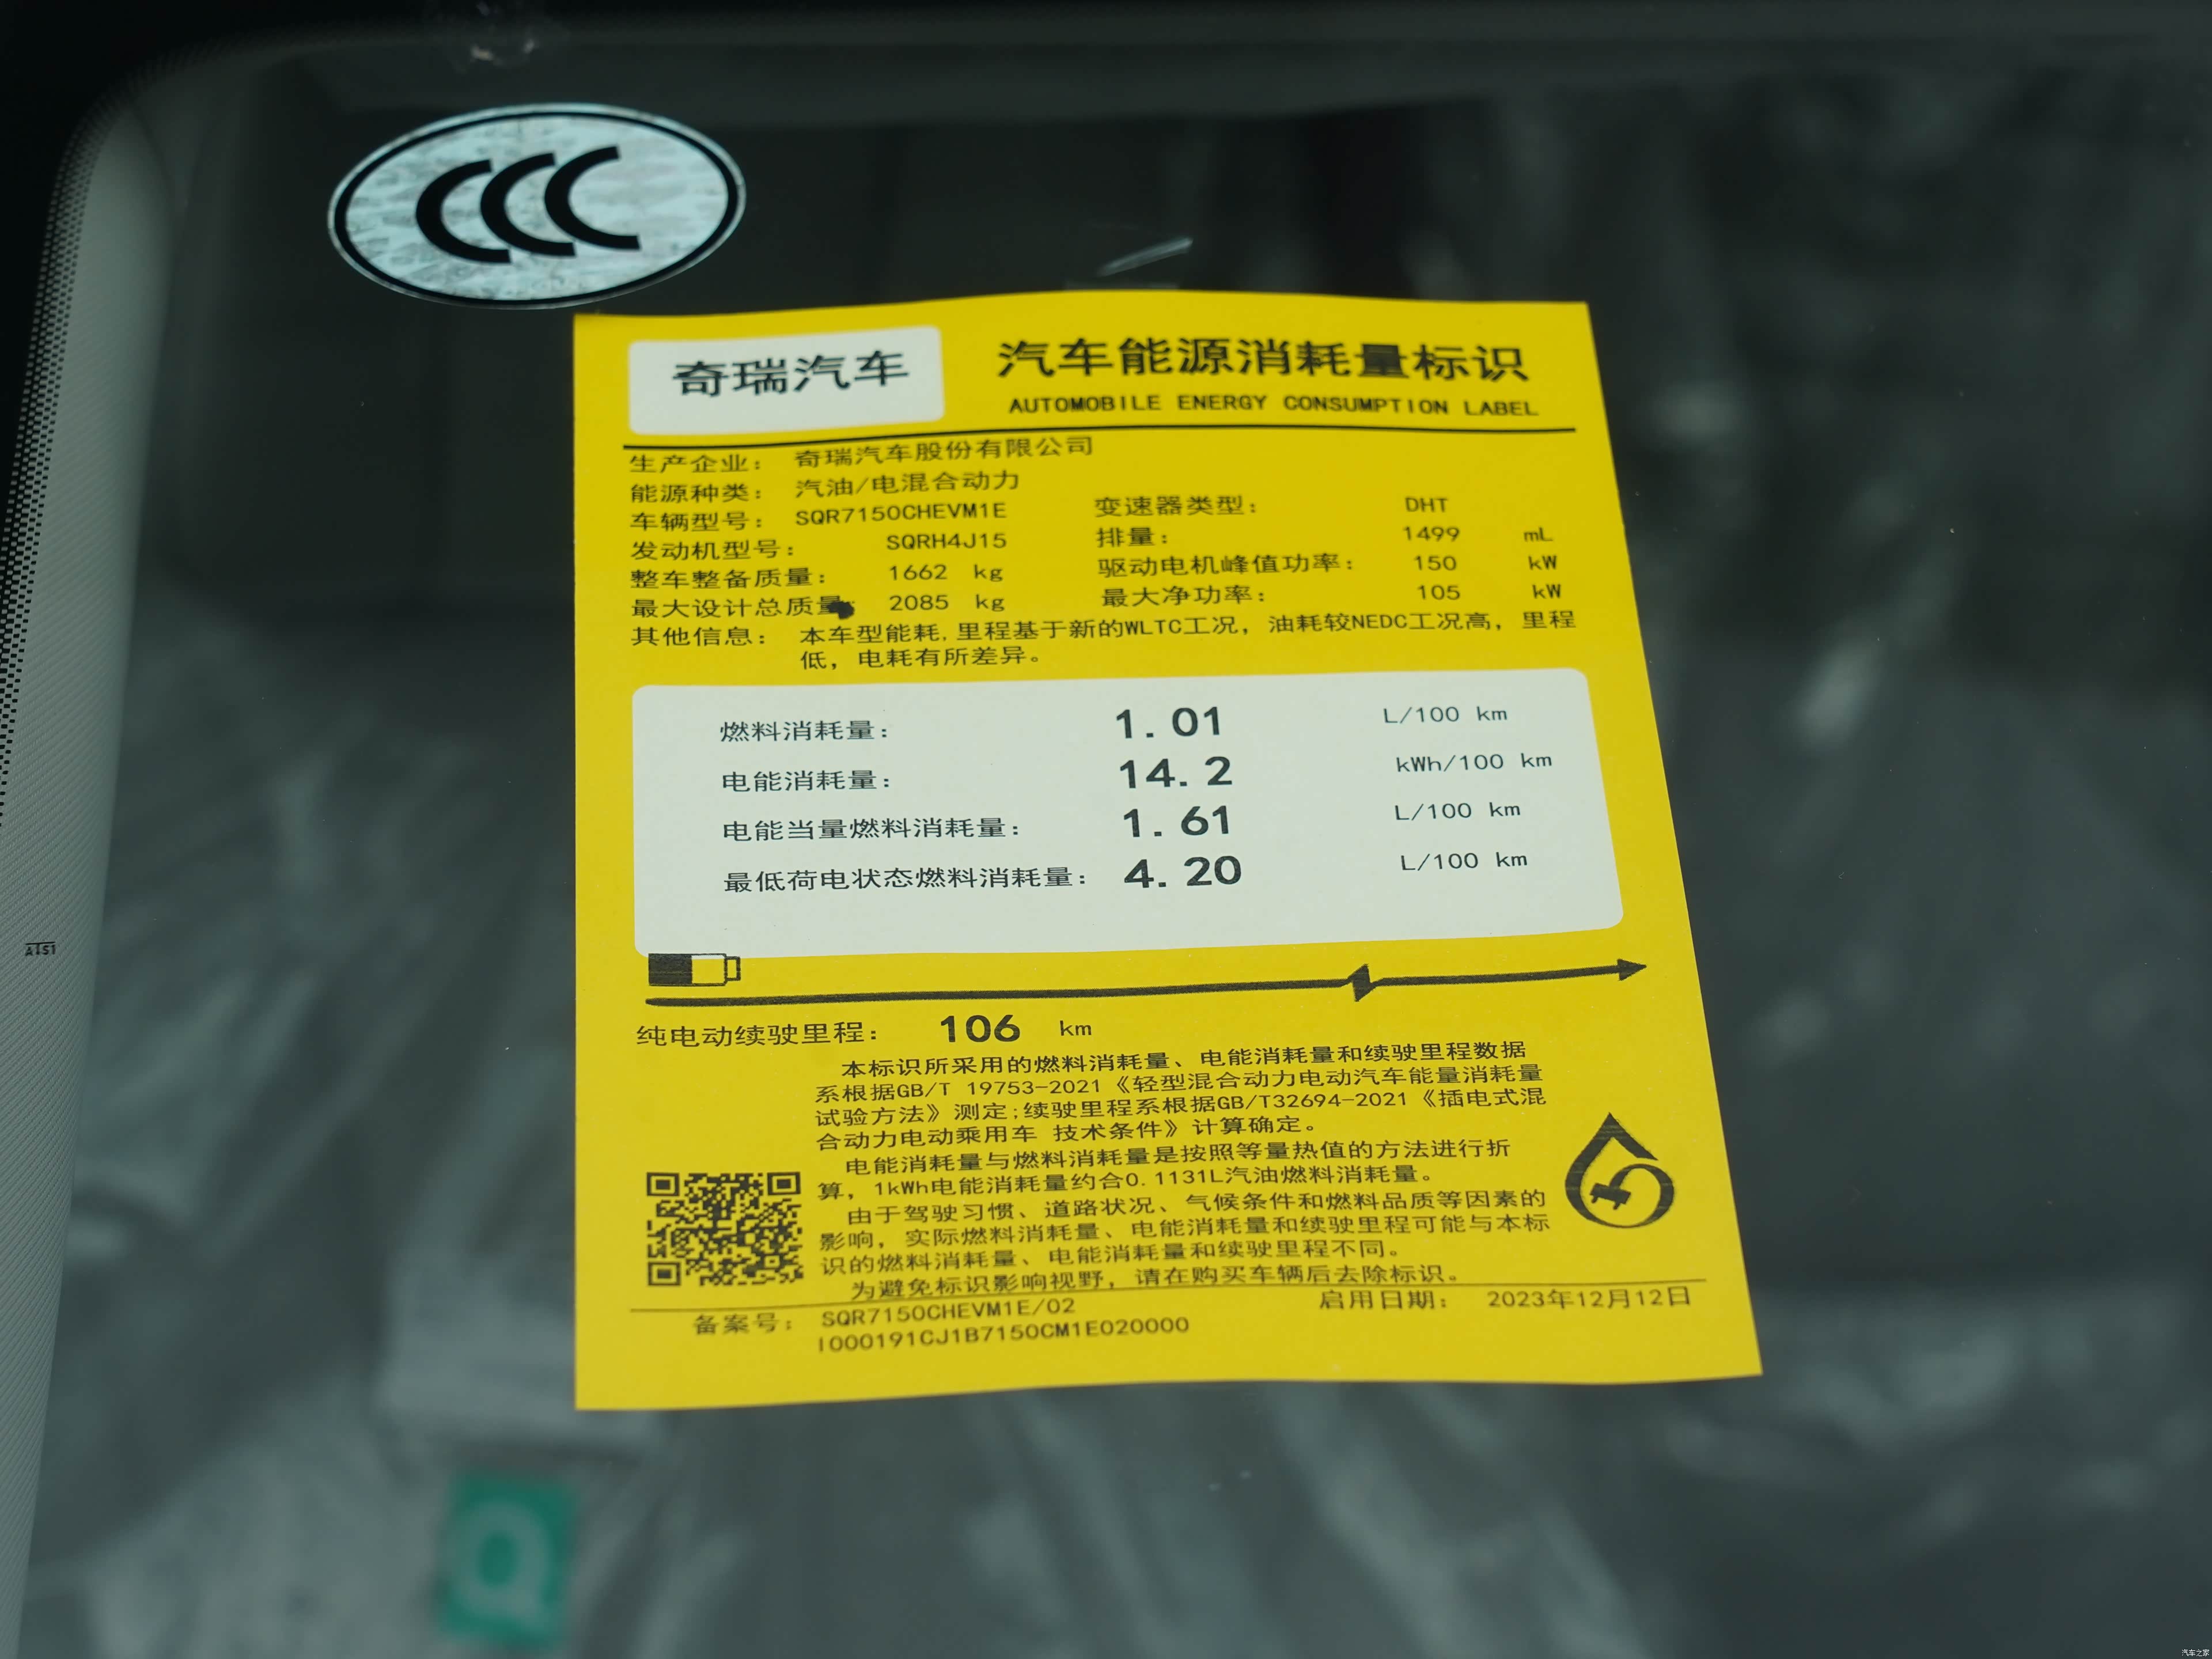 CCC
奇瑞汽车
汽车能源消耗量标识
AUTOMOBILE ENERGY CONSUMPTION LABEL
生产企业： 奇瑞汽车股份有限公司
能源种类： 汽油/电混合动力
车辆型号： SQR7150CHEVM1E 变速器类型： DHT
发动机型号： SQRH4J15 排量： 1499 mL
整车整备质量： 1662 kg 驱动电机峰值功率： 150 kW
最大设计总质量： 2085 kg 最大净功率： 105 kW
其他信息： 本车型能耗,里程基于新的WLTC工况，油耗较NEDC工况高，里程
低，电耗有所差异。
燃料消耗量： 1.01 L/100 km
电能消耗量： 14.2 kWh/100 km
电能当量燃料消耗量： 1.61 L/100 km
最低荷电状态燃料消耗量： 4.20 L/100 km
纯电动续驶里程： 106 km
本标识所采用的燃料消耗量、电能消耗量和续驶里程数据
系根据GB/T 19753-2021《轻型混合动力电动汽车能量消耗量
试验方法》测定;续驶里程系根据GB/T32694-2021《插电式混
合动力电动乘用车 技术条件》计算确定。
电能消耗量与燃料消耗量是按照等量热值的方法进行折
算，1kWh电能消耗量约合0.1131L汽油燃料消耗量。
由于驾驶习惯、道路状况、气候条件和燃料品质等因素的
影响，实际燃料消耗量、电能消耗量和续驶里程可能与本标
识的燃料消耗量、电能消耗量和续驶里程不同。
为避免标识影响视野，请在购买车辆后去除标识。
备案号： SQR7150CHEVM1E/02 启用日期： 2023年12月12日
I000191CJ1B7150CM1E020000
A151
Q
汽车之家